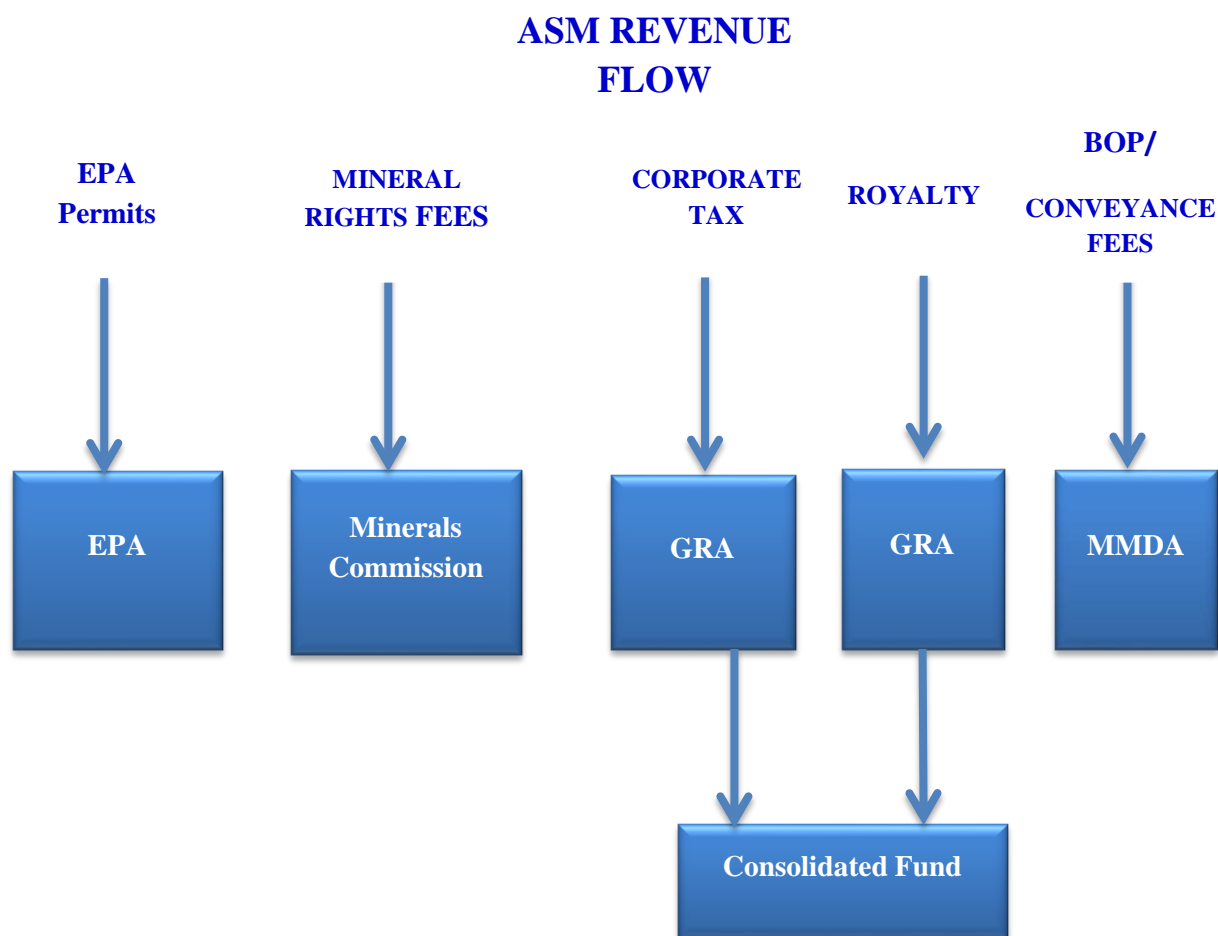 ASM REVENUE
FLOW
EPA
Permits
MINERAL
RIGHTS FEES
CORPORATE
TAX
ROYALTY
BOP/
CONVEYANCE
FEES
EPA
Minerals
Commission
GRA
GRA
MMDA
Consolidated Fund